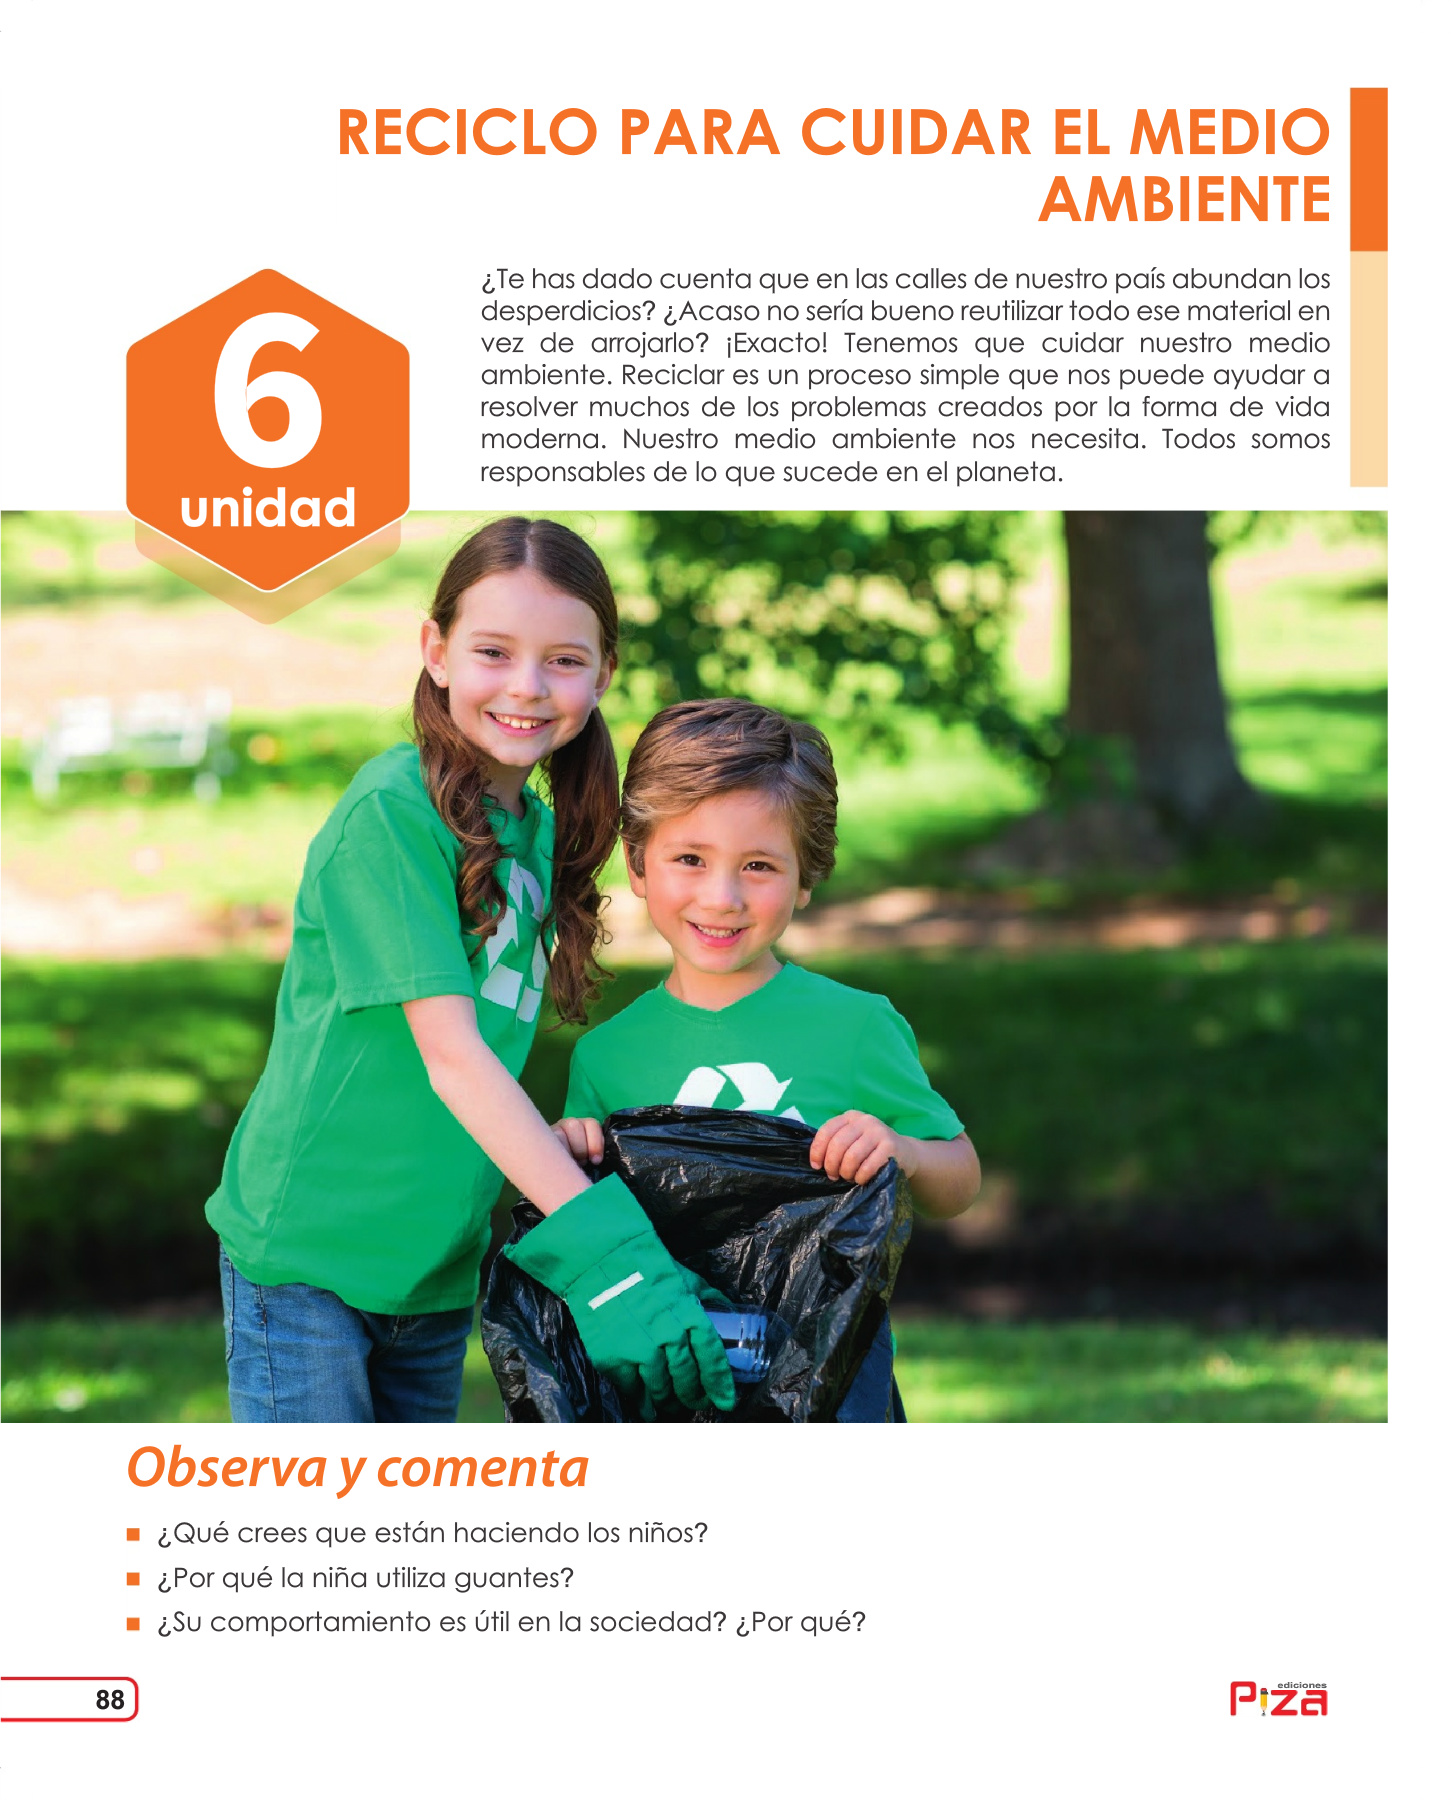 RECICLO PARA CUIDAR EL MEDIO
AMBIENTE
¿Te has dado cuenta que en las calles de nuestro país abundan los
desperdicios? ¿Acaso no sería bueno reutilizar todo ese material en
vez de arrojarlo? ¡Exacto! Tenemos que cuidar nuestro medio
ambiente. Reciclar es un proceso simple que nos puede ayudar a
resolver muchos de los problemas creados por la forma de vida
moderna. Nuestro medio ambiente nos necesita. Todos somos
responsables de lo que sucede en el planeta.
6
unidad
Observa y comenta
¿Qué crees que están haciendo los niños?
¿Por qué la niña utiliza guantes?
¿Su comportamiento es útil en la sociedad? ¿Por qué?
88
ediciones
Piza